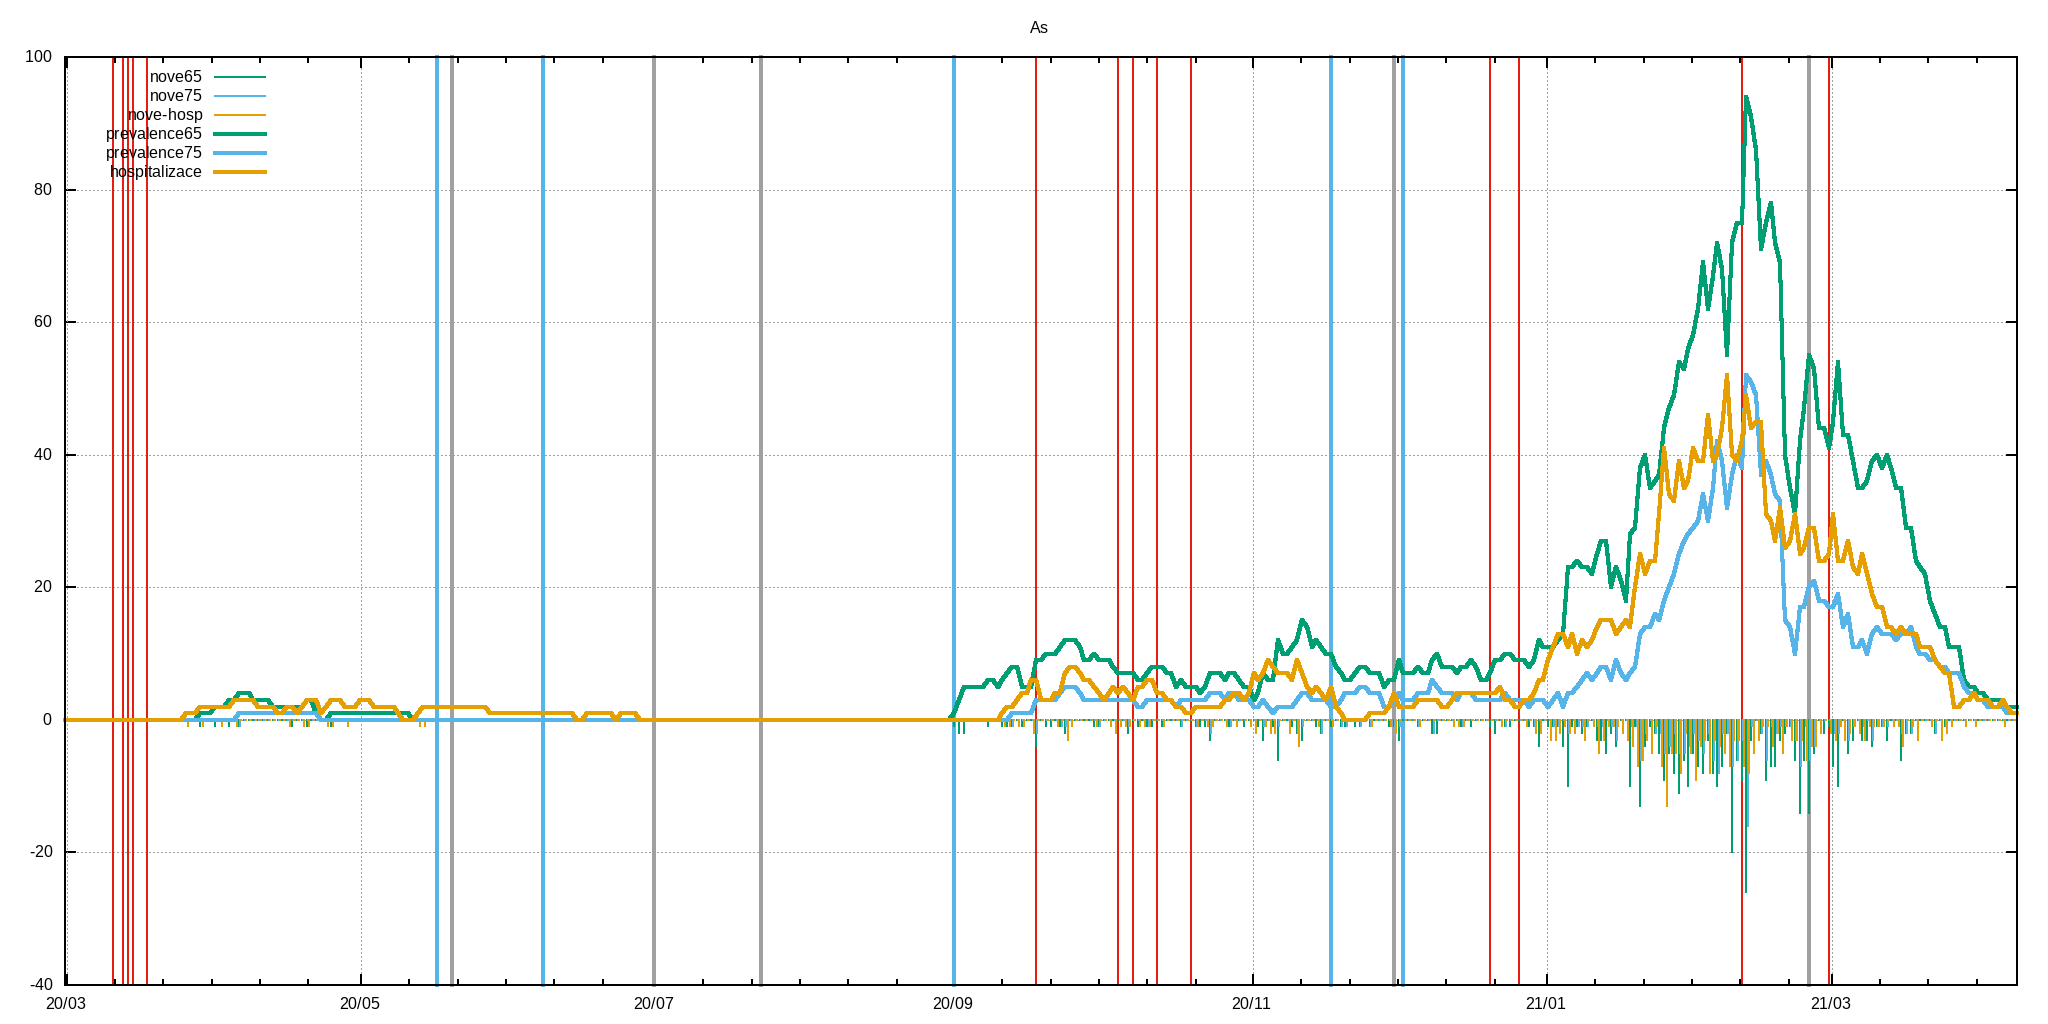 As
100
80
60
40
20
0
-20
-40
nove65
nove75
nove-hosp
prevalence65
prevalence75
hospitalizace
20/03 20/05 20/07 20/09 20/11 21/01 21/03